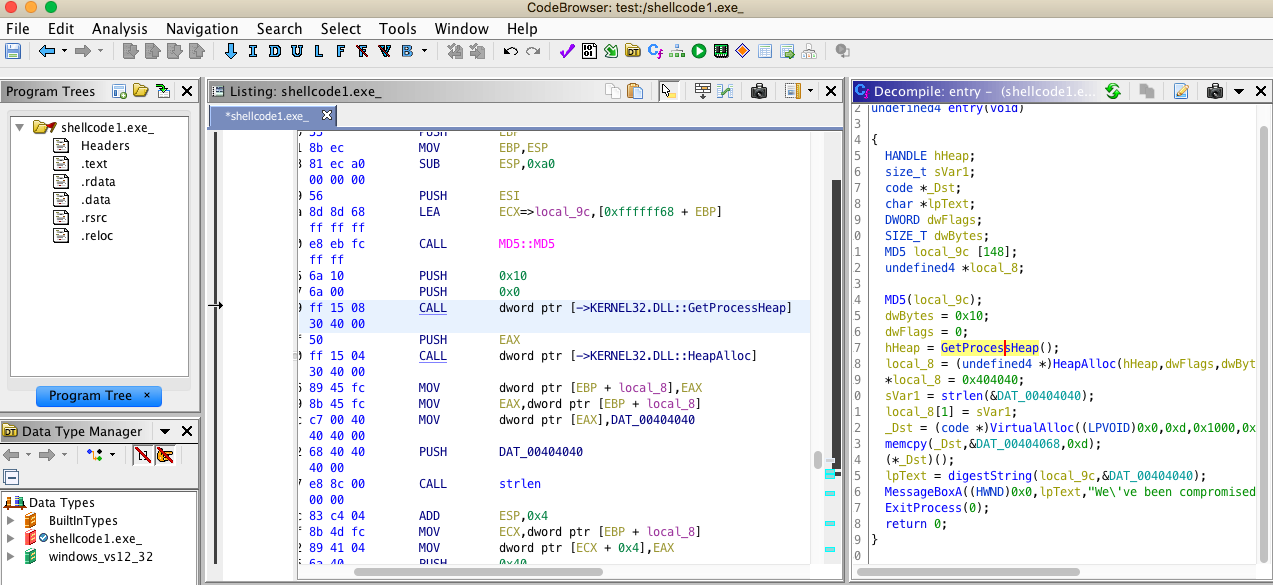 CodeBrowser: test:/shellcode1.exe_
File Edit Analysis Navigation Search Select Tools Window Help
I D U L F B
Program Trees
shellcode1.exe_
Headers
.text
.rdata
.data
.rsrc
.reloc
Program Tree ×
Data Type Manager
Data Types
BuiltInTypes
shellcode1.exe_
windows_vs12_32
Listing: shellcode1.exe_
*shellcode1.exe_
55 PUSH EBP
8b ec MOV EBP,ESP
81 ec a0 SUB ESP,0xa0
00 00 00
56 PUSH ESI
8d 8d 68 LEA ECX=>local_9c,[0xffffff68 + EBP]
ff ff ff
e8 eb fc CALL MD5::MD5
ff ff
6a 10 PUSH 0x10
6a 00 PUSH 0x0
ff 15 08 CALL dword ptr [->KERNEL32.DLL::GetProcessHeap]
30 40 00
50 PUSH EAX
ff 15 04 CALL dword ptr [->KERNEL32.DLL::HeapAlloc]
30 40 00
89 45 fc MOV dword ptr [EBP + local_8],EAX
8b 45 fc MOV EAX,dword ptr [EBP + local_8]
c7 00 40 MOV dword ptr [EAX],DAT_00404040
40 40 00
68 40 40 PUSH DAT_00404040
40 00
e8 8c 00 CALL strlen
00 00
83 c4 04 ADD ESP,0x4
8b 4d fc MOV ECX,dword ptr [EBP + local_8]
89 41 04 MOV dword ptr [ECX + 0x4],EAX
6a 40 PUSH 0x40
Decompile: entry - (shellcode1.e...
2 undefined4 entry(void)
3
4 {
5 HANDLE hHeap;
6 size_t sVar1;
7 code *_Dst;
8 char *lpText;
9 DWORD dwFlags;
0 SIZE_T dwBytes;
1 MD5 local_9c [148];
2 undefined4 *local_8;
3
4 MD5(local_9c);
5 dwBytes = 0x10;
6 dwFlags = 0;
7 hHeap = GetProcessHeap();
8 local_8 = (undefined4 *)HeapAlloc(hHeap,dwFlags,dwByt
9 *local_8 = 0x404040;
0 sVar1 = strlen(&DAT_00404040);
1 local_8[1] = sVar1;
2 _Dst = (code *)VirtualAlloc((LPVOID)0x0,0xd,0x1000,0x
3 memcpy(_Dst,&DAT_00404068,0xd);
4 (*_Dst)();
5 lpText = digestString(local_9c,&DAT_00404040);
6 MessageBoxA((HWND)0x0,lpText,"We\'ve been compromised
7 ExitProcess(0);
8 return 0;
9 }
0